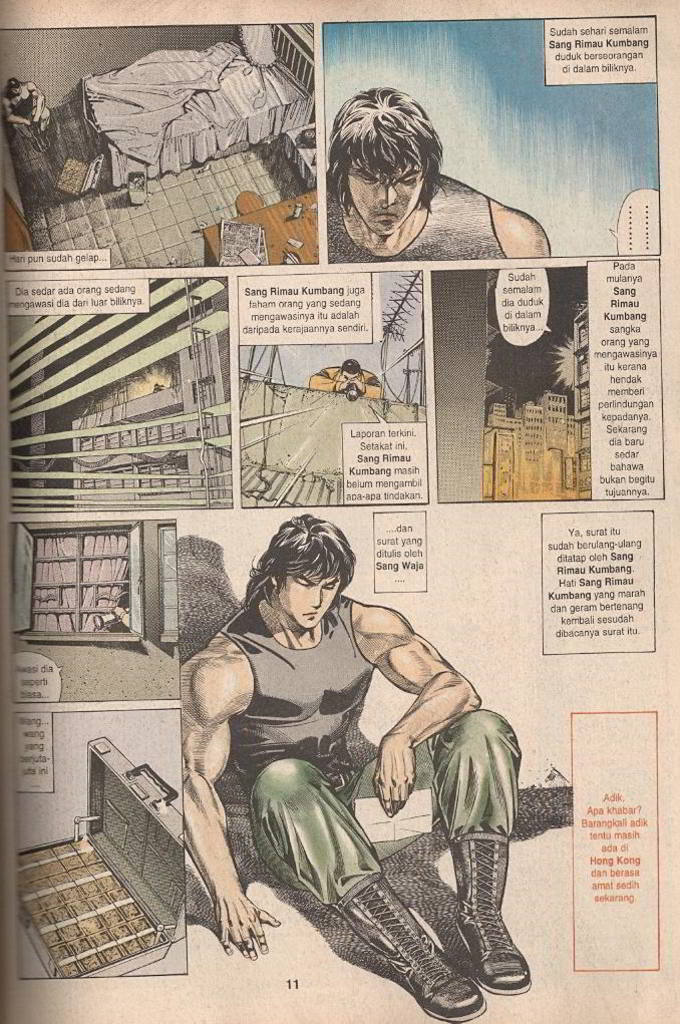 Sudah sehari semalam
Sang Rimau Kumbang
duduk berseorangan
di dalam biliknya.
Hari pun sudah gelap...
Dia sedar ada orang sedang
mengawasi dia dari luar biliknya.
Sang Rimau Kumbang juga
faham orang yang sedang
mengawasinya itu adalah
daripada kerajaannya sendiri.
Laporan terkini.
Setakat ini,
Sang Rimau
Kumbang masih
belum mengambil
apa-apa tindakan.
Sudah
semalam
dia duduk
di dalam
biliknya...
Pada
mulanya
Sang
Rimau
Kumbang
sangka
orang yang
mengawasinya
itu kerana
hendak
memberi
perlindungan
kepadanya.
Sekarang
dia baru
sedar
bahawa
bukan begitu
tujuannya.
Awasi dia
seperti
biasa...
Wang...
wang
yang
berjuta-
juta ini
....
....dan
surat yang
ditulis oleh
Sang Waja
....
Ya, surat itu
sudah berulang-ulang
ditatap oleh Sang
Rimau Kumbang.
Hati Sang Rimau
Kumbang yang marah
dan geram bertenang
kembali sesudah
dibacanya surat itu.
Adik,
Apa khabar?
Barangkali adik
tentu masih
ada di
Hong Kong
dan berasa
amat sedih
sekarang.
11